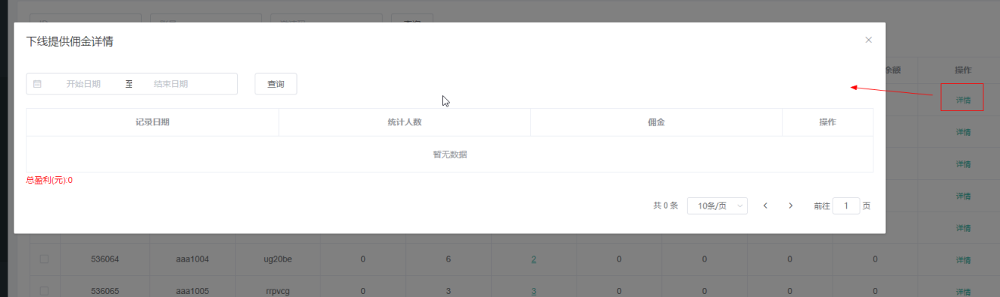 下线提供佣金详情 ×
开始日期 至 结束日期 查询
余额 操作
记录日期 统计人数 佣金 操作
详情
详情
暂无数据
详情
总盈利(元):0
详情
共 0 条 10条/页 前往 1 页
详情
536064 aaa1004 ug20be 0 6 2 0 0 0 0 详情
536065 aaa1005 rrpvcg 0 3 3 0 0 0 0 详情